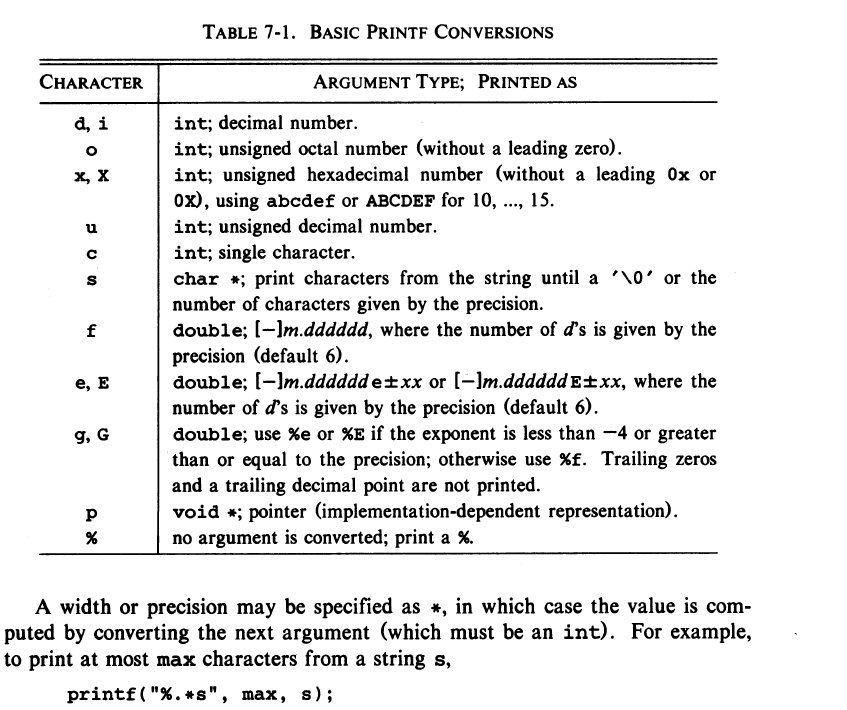 TABLE 7-1. BASIC PRINTF CONVERSIONS
CHARACTER ARGUMENT TYPE; PRINTED AS
d, i int; decimal number.
o int; unsigned octal number (without a leading zero).
x, X int; unsigned hexadecimal number (without a leading 0x or
0X), using abcdef or ABCDEF for 10, ..., 15.
u int; unsigned decimal number.
c int; single character.
s char *; print characters from the string until a '\0' or the
number of characters given by the precision.
f double; [−]m.dddddd, where the number of d's is given by the
precision (default 6).
e, E double; [−]m.dddddde±xx or [−]m.ddddddE±xx, where the
number of d's is given by the precision (default 6).
g, G double; use %e or %E if the exponent is less than −4 or greater
than or equal to the precision; otherwise use %f. Trailing zeros
and a trailing decimal point are not printed.
p void *; pointer (implementation-dependent representation).
% no argument is converted; print a %.
A width or precision may be specified as *, in which case the value is com-
puted by converting the next argument (which must be an int). For example,
to print at most max characters from a string s,
printf("%.*s", max, s);